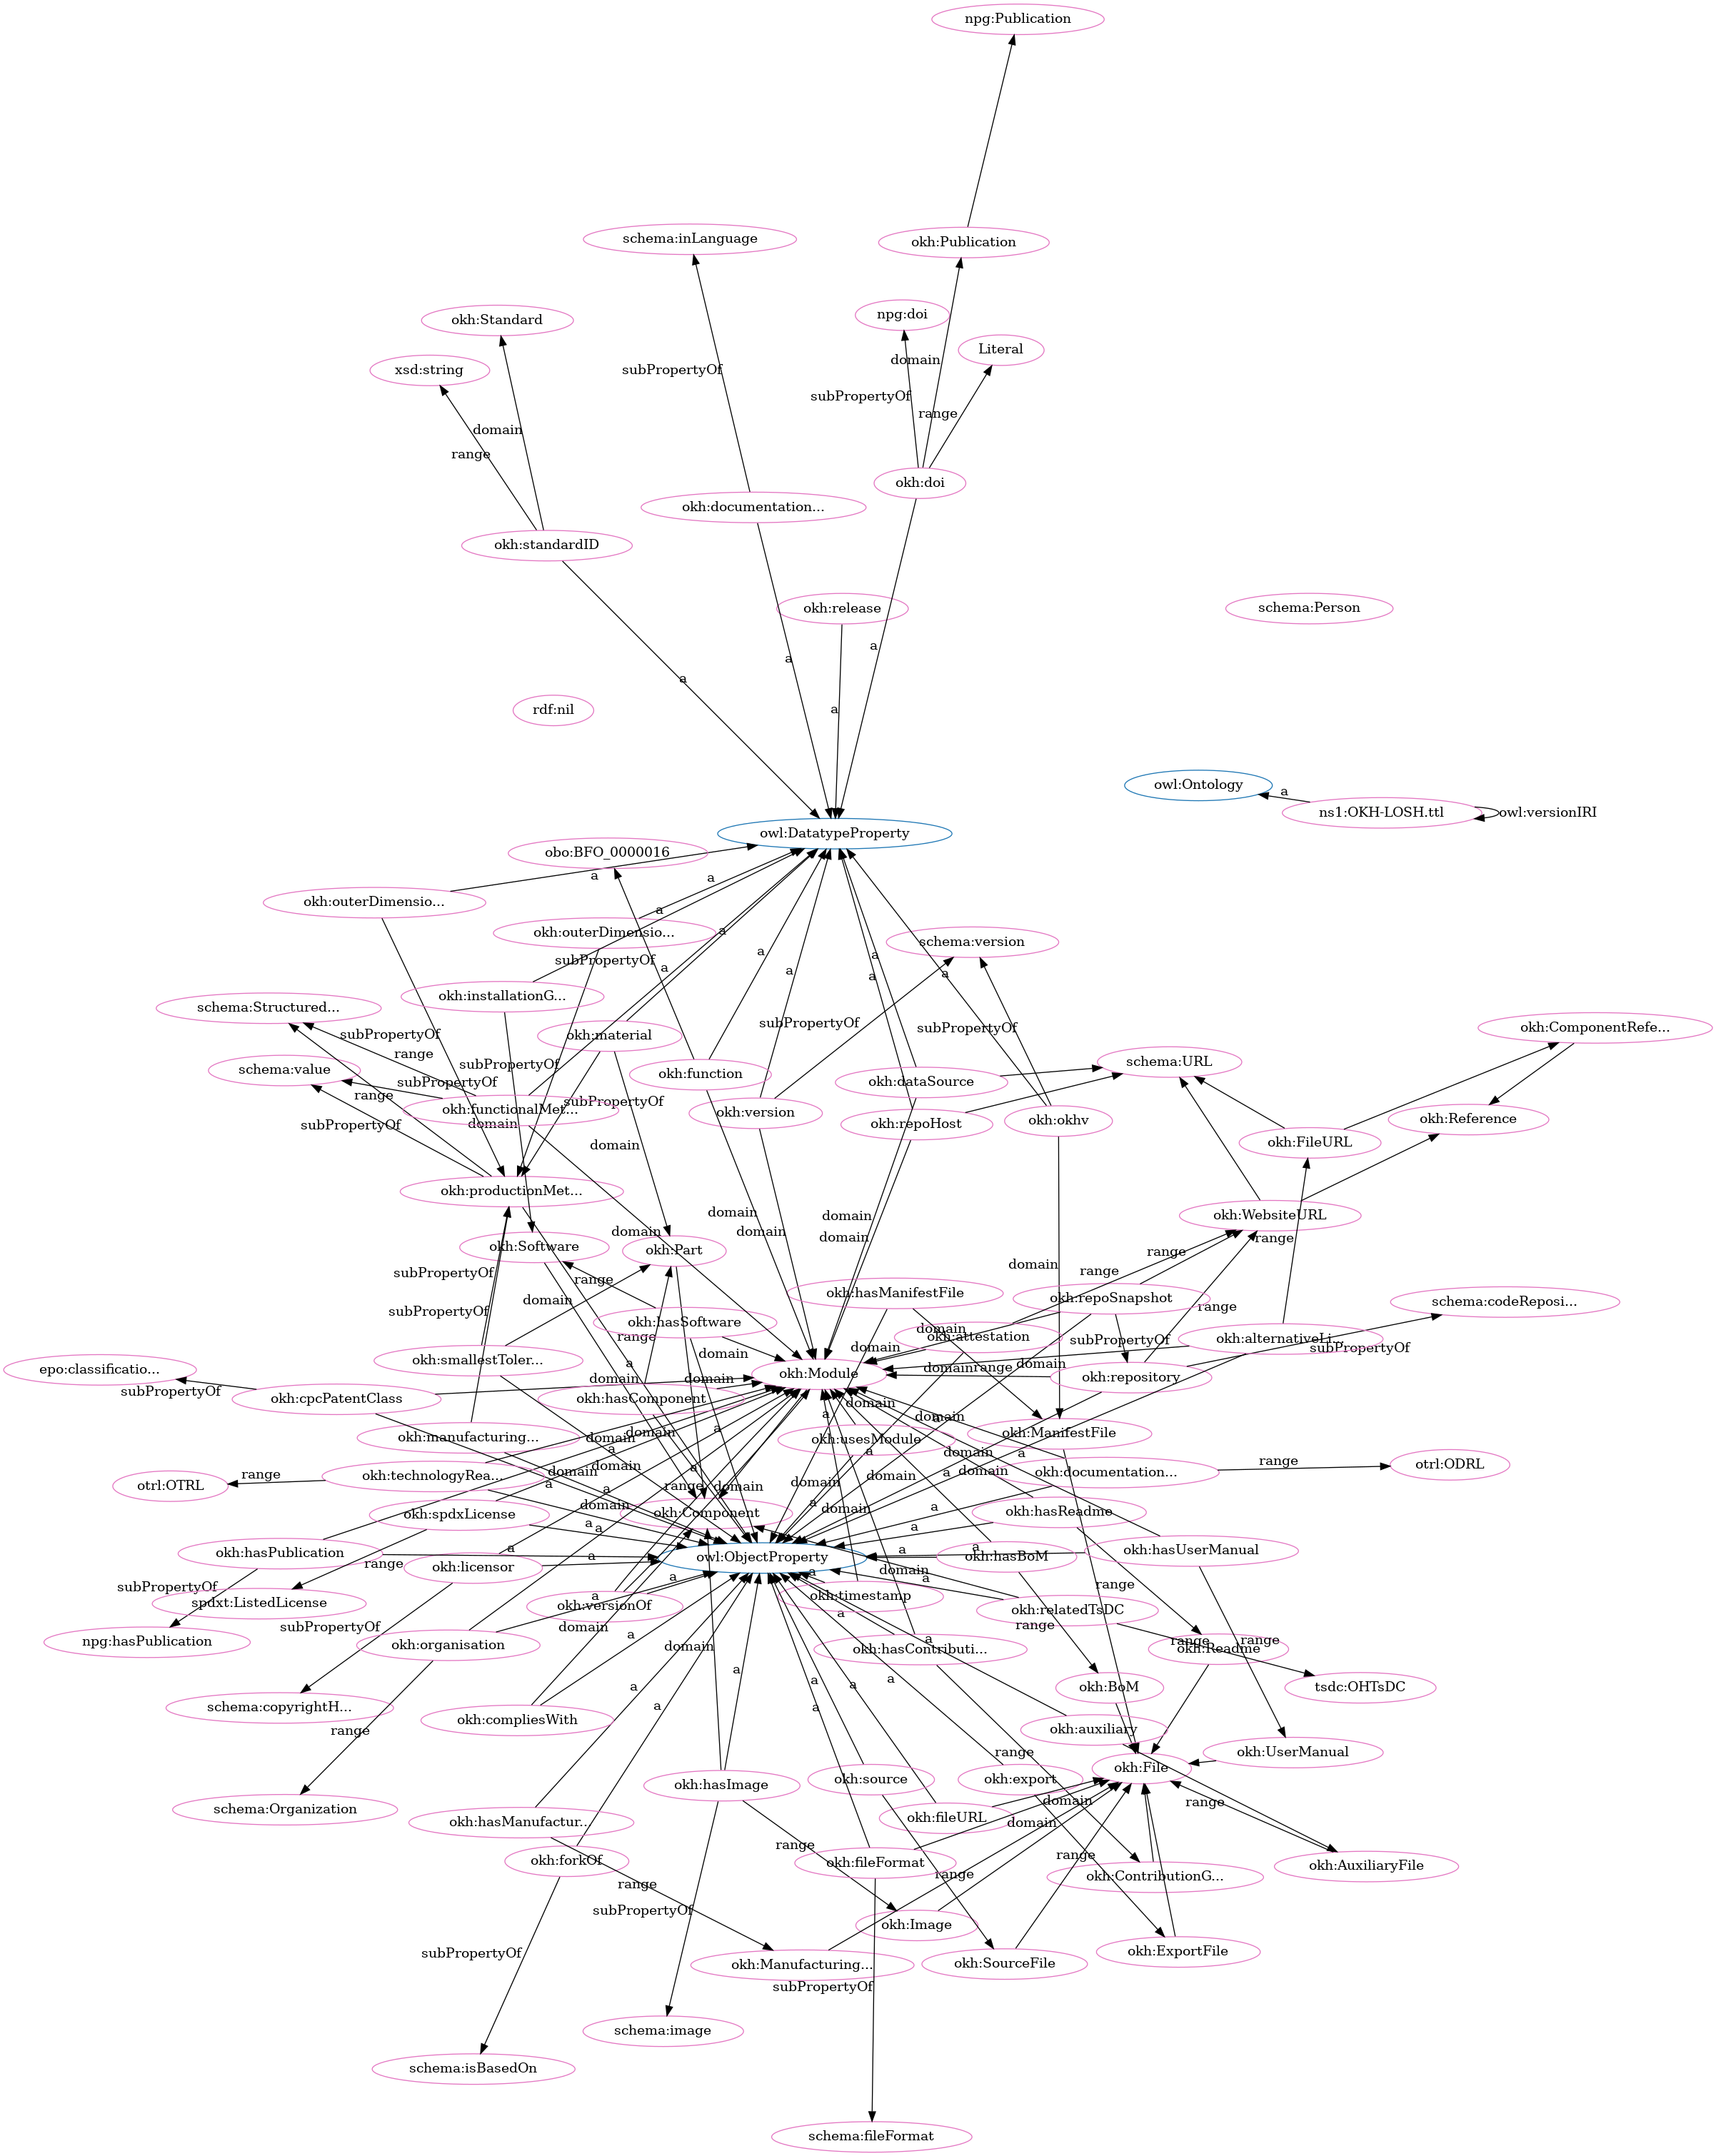 npg:Publication
schema:inLanguage
okh:Publication
npg:doi
okh:Standard
Literal
domain
xsd:string
subPropertyOf
subPropertyOf
range
domain
range
okh:doi
okh:documentation...
okh:standardID
okh:release
schema:Person
a
a
a
rdf:nil
a
owl:Ontology
a
ns1:OKH-LOSH.ttl
owl:versionIRI
owl:DatatypeProperty
obo:BFO_0000016
a
a
okh:outerDimensio...
a
okh:outerDimensio...
a
schema:version
a
a
subPropertyOf
a
a
a
a
okh:installationG...
schema:Structured...
subPropertyOf
subPropertyOf
okh:ComponentRefe...
subPropertyOf
okh:material
range
subPropertyOf
schema:URL
schema:value
okh:function
subPropertyOf
okh:dataSource
range
subPropertyOf
okh:functionalMet...
okh:version
okh:okhv
okh:Reference
domain
okh:repoHost
subPropertyOf
okh:FileURL
domain
okh:productionMet...
domain
domain
okh:WebsiteURL
domain
domain
domain
range
okh:Software
okh:Part
range
domain
range
subPropertyOf
range
okh:hasManifestFile
okh:repoSnapshot
domain
schema:codeReposi...
range
subPropertyOf
okh:hasSoftware
domain
okh:attestation
range
subPropertyOf
okh:alternativeLi...
domain
domain
subPropertyOf
okh:smallestToler...
a
domain
domain
range
epo:classificatio...
okh:Module
okh:repository
domain
domain
subPropertyOf
okh:cpcPatentClass
okh:hasComponent
domain
a
domain
a
a
domain
okh:manufacturing...
domain
okh:usesModule
okh:ManifestFile
a
a
domain
a
domain
okh:technologyRea...
range
domain
a
domain
domain
a
okh:documentation...
range
otrl:ODRL
otrl:OTRL
a
a
range
domain
domain
domain
a
a
domain
okh:spdxLicense
okh:Component
okh:hasReadme
a
a
a
okh:hasPublication
a
a
a
a
okh:hasUserManual
owl:ObjectProperty
okh:hasBoM
range
okh:licensor
domain
a
a
a
range
subPropertyOf
a
okh:timestamp
spdxt:ListedLicense
okh:versionOf
okh:relatedTsDC
a
range
subPropertyOf
domain
a
a
range
range
npg:hasPublication
okh:organisation
domain
okh:hasContributi...
okh:Readme
a
a
a
a
okh:BoM
tsdc:OHTsDC
schema:copyrightH...
a
a
okh:compliesWith
okh:auxiliary
range
range
okh:UserManual
okh:File
okh:hasImage
okh:source
okh:export
domain
range
schema:Organization
okh:fileURL
okh:hasManufactur...
domain
range
range
okh:forkOf
okh:fileFormat
okh:AuxiliaryFile
range
range
okh:ContributionG...
subPropertyOf
okh:Image
subPropertyOf
okh:ExportFile
okh:Manufacturing...
okh:SourceFile
subPropertyOf
schema:image
schema:isBasedOn
schema:fileFormat